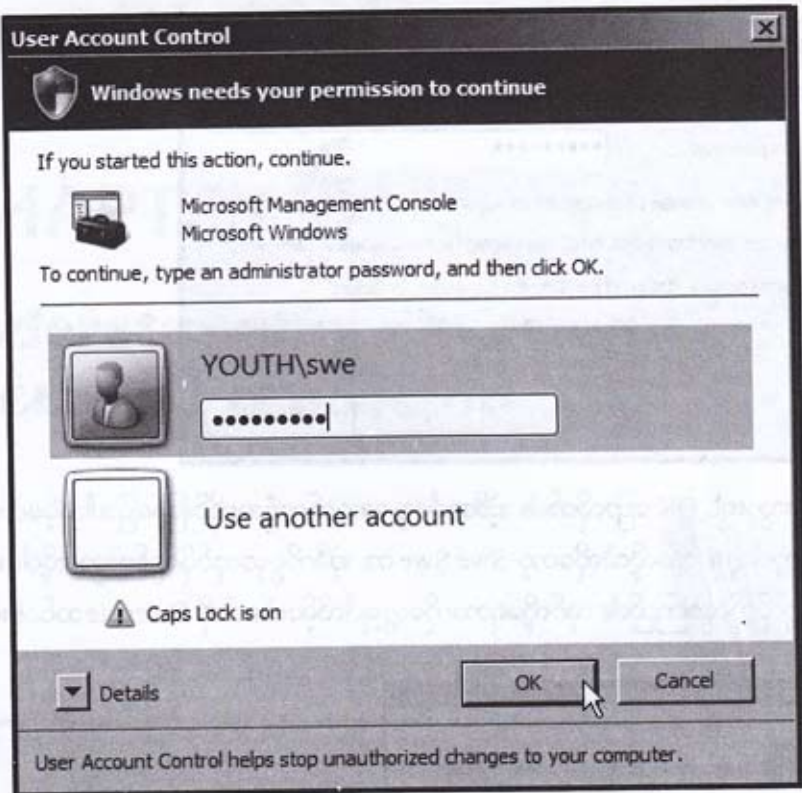 User Account Control
Windows needs your permission to continue
If you started this action, continue.
Microsoft Management Console
Microsoft Windows
To continue, type an administrator password, and then click OK.
YOUTH\swe
•••••••••
Use another account
Caps Lock is on
Details
OK
Cancel
User Account Control helps stop unauthorized changes to your computer.